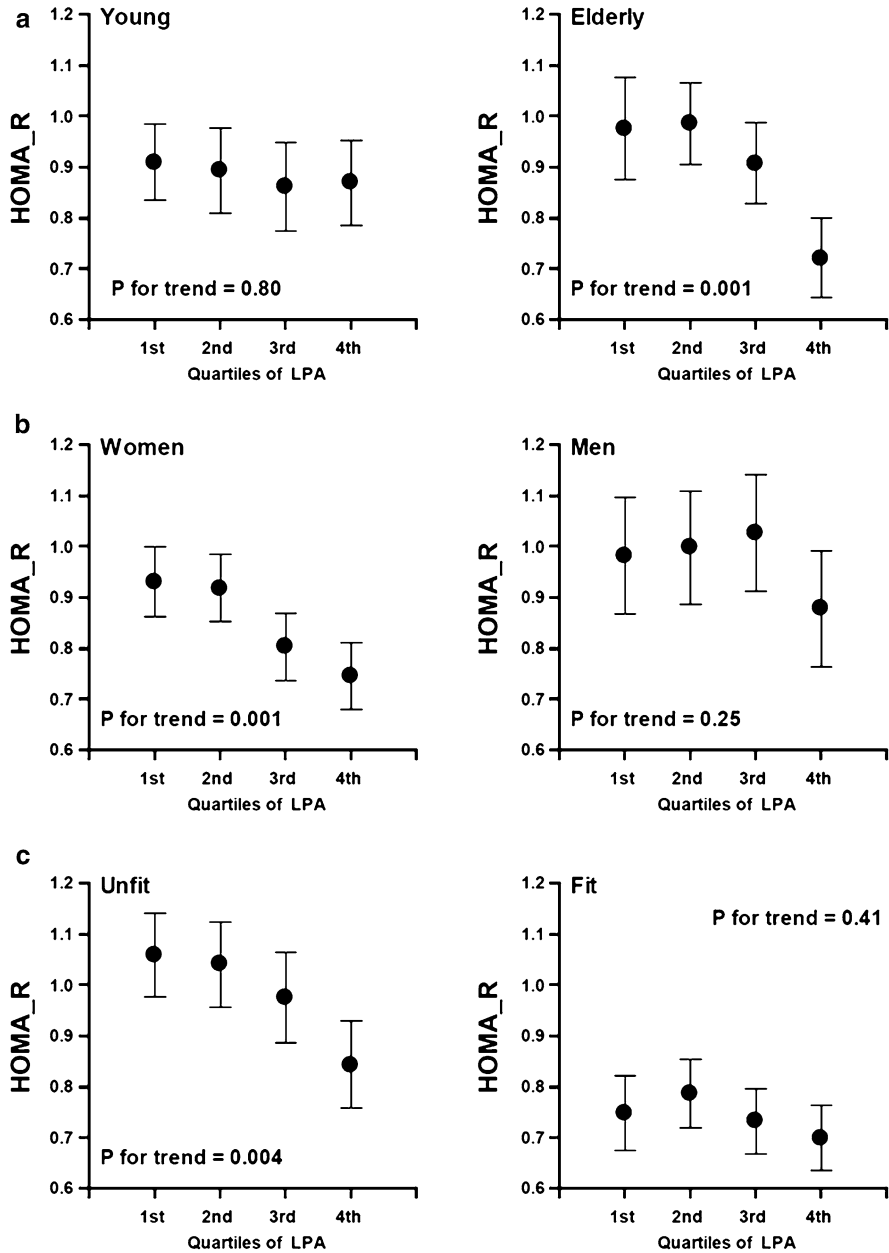 a
Young
HOMA_R
1.2
1.1
1.0
0.9
0.8
0.7
0.6
P for trend = 0.80
1st 2nd 3rd 4th
Quartiles of LPA
Elderly
HOMA_R
1.2
1.1
1.0
0.9
0.8
0.7
0.6
P for trend = 0.001
1st 2nd 3rd 4th
Quartiles of LPA
b
Women
HOMA_R
1.2
1.1
1.0
0.9
0.8
0.7
0.6
P for trend = 0.001
1st 2nd 3rd 4th
Quartiles of LPA
Men
HOMA_R
1.2
1.1
1.0
0.9
0.8
0.7
0.6
P for trend = 0.25
1st 2nd 3rd 4th
Quartiles of LPA
c
Unfit
HOMA_R
1.2
1.1
1.0
0.9
0.8
0.7
0.6
P for trend = 0.004
1st 2nd 3rd 4th
Quartiles of LPA
Fit
P for trend = 0.41
HOMA_R
1.2
1.1
1.0
0.9
0.8
0.7
0.6
1st 2nd 3rd 4th
Quartiles of LPA